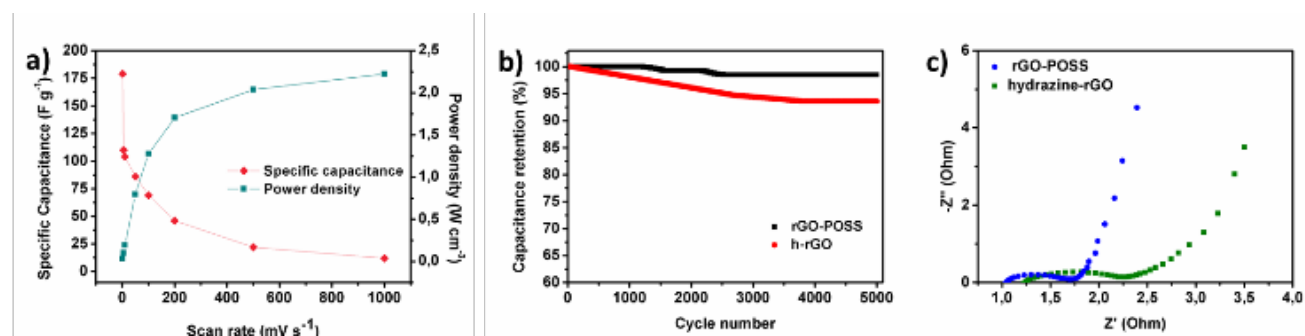 a)
Specific Capacitance (F g-1)
200
175
150
125
100
75
50
25
0
0
200
400
600
800
1000
Scan rate (mV s-1)
2,5
2,0
1,5
1,0
0,5
0,0
Power density (W cm-3)
Specific capacitance
Power density
b)
Capacitance retention (%)
100
95
90
85
80
75
70
65
60
0
1000
2000
3000
4000
5000
Cycle number
rGO-POSS
h-rGO
c)
-Z'' (Ohm)
6
4
2
0
1,0
1,5
2,0
2,5
3,0
3,5
4,0
Z' (Ohm)
rGO-POSS
hydrazine-rGO